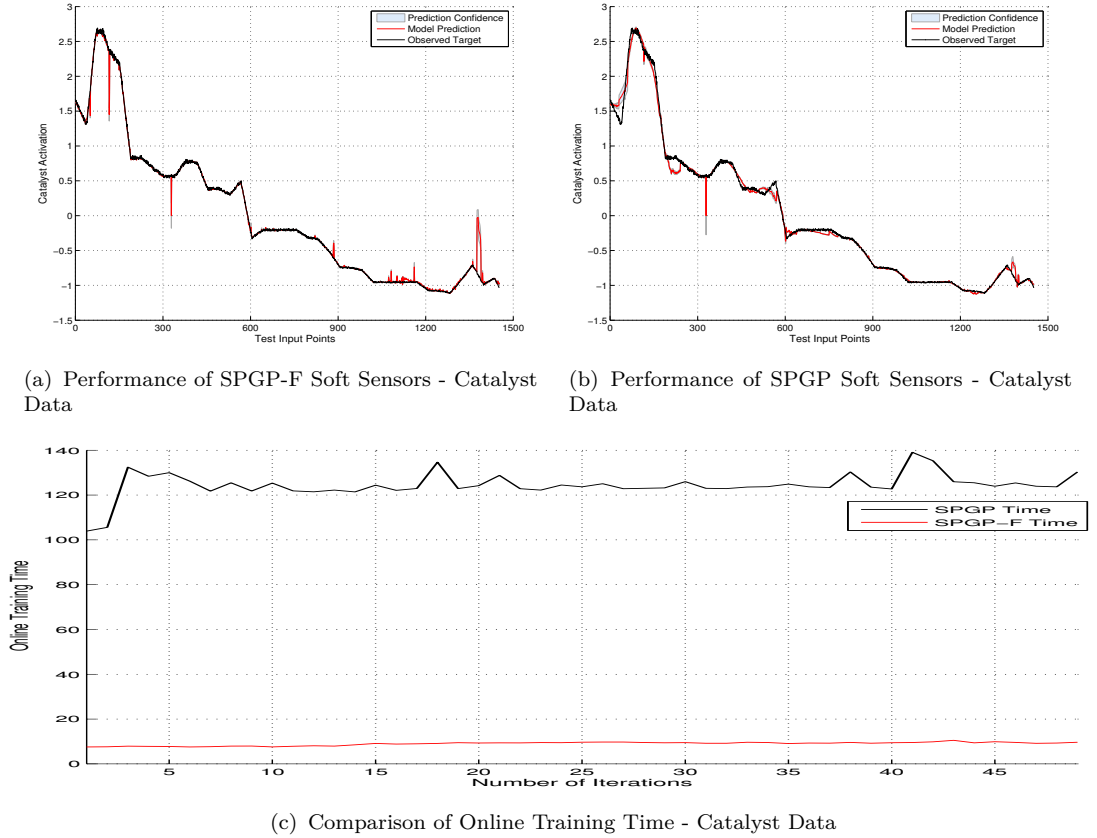 Prediction Confidence
Model Prediction
Observed Target
2.5
2
1.5
1
0.5
0
−0.5
−1
−1.5
Catalyst Activation
0 300 600 900 1200 1500
Test Input Points
(a) Performance of SPGP-F Soft Sensors - Catalyst
Data
Prediction Confidence
Model Prediction
Observed Target
2.5
2
1.5
1
0.5
0
−0.5
−1
−1.5
Catalyst Activation
0 300 600 900 1200 1500
Test Input Points
(b) Performance of SPGP Soft Sensors - Catalyst
Data
140
120
100
80
60
40
20
0
Online Training Time
SPGP Time
SPGP−F Time
5 10 15 20 25 30 35 40 45
Number of Iterations
(c) Comparison of Online Training Time - Catalyst Data